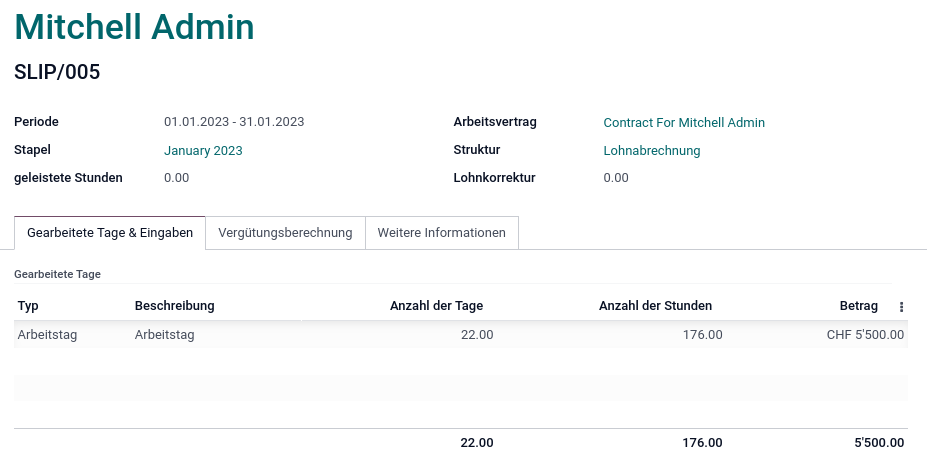 Mitchell Admin
SLIP/005
Periode 01.01.2023 - 31.01.2023 Arbeitsvertrag Contract For Mitchell Admin
Stapel January 2023 Struktur Lohnabrechnung
geleistete Stunden 0.00 Lohnkorrektur 0.00
Gearbeitete Tage & Eingaben Vergütungsberechnung Weitere Informationen
Gearbeitete Tage
Typ Beschreibung Anzahl der Tage Anzahl der Stunden Betrag
Arbeitstag Arbeitstag 22.00 176.00 CHF 5'500.00
22.00 176.00 5'500.00